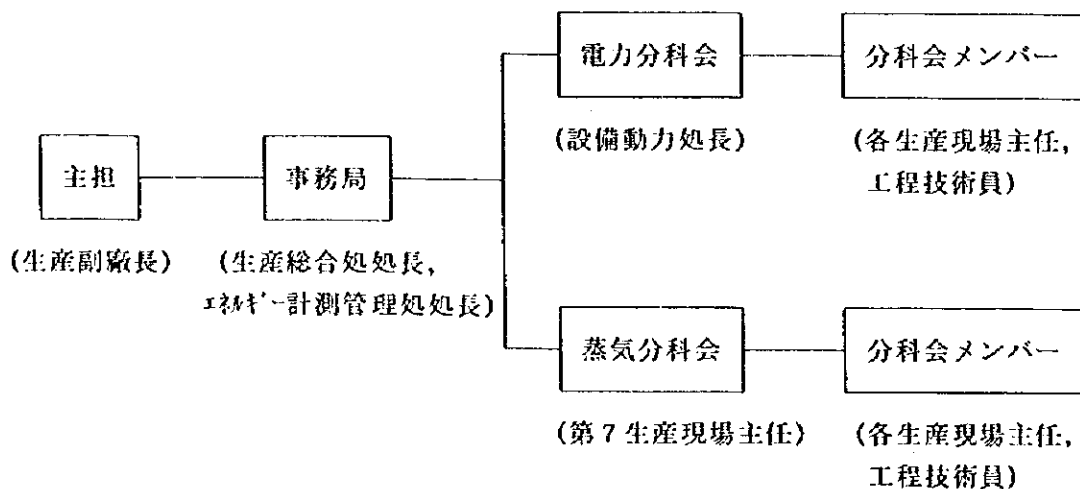 電力分科会
分科会メンバー
(設備動力処長)
(各生産現場主任,
工程技術員)
主担
事務局
(生産副廠長)
(生産総合処処長,
ｴﾈﾙｷﾞｰ計測管理処処長)
蒸気分科会
分科会メンバー
(第7生産現場主任)
(各生産現場主任,
工程技術員)